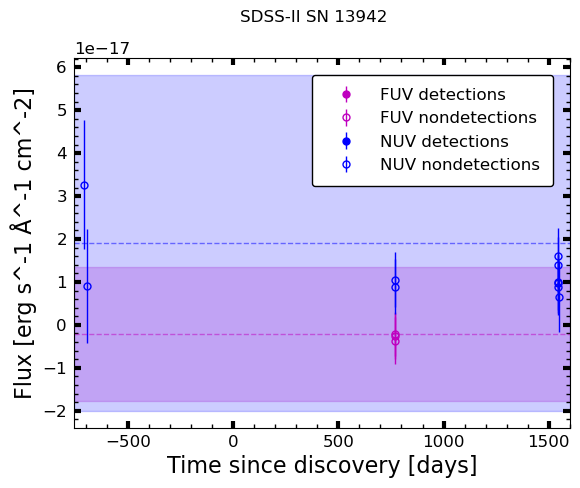 SDSS-II SN 13942
1e−17
FUV detections
FUV nondetections
NUV detections
NUV nondetections
6
5
4
3
2
1
0
−1
−2
Flux [erg s^-1 Å^-1 cm^-2]
−500
0
500
1000
1500
Time since discovery [days]